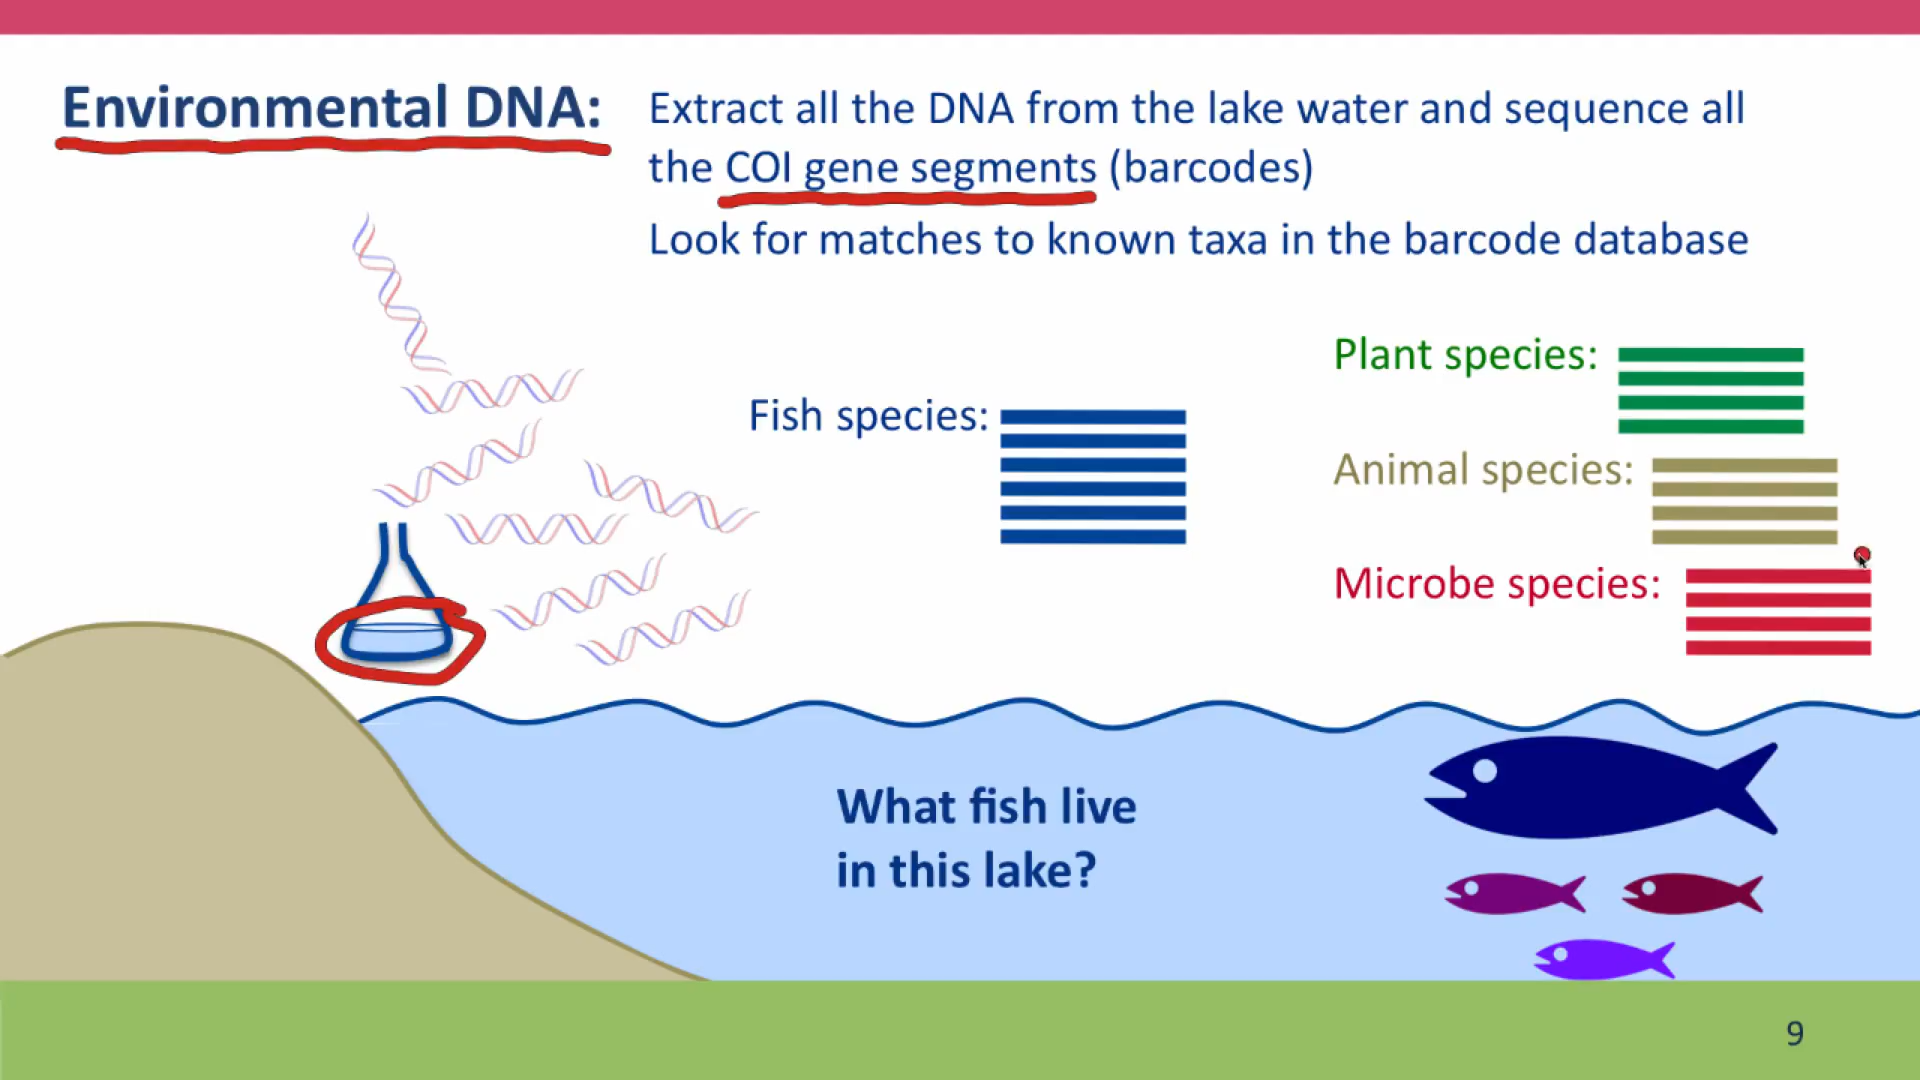 Environmental DNA:
Extract all the DNA from the lake water and sequence all
the COI gene segments (barcodes)
Look for matches to known taxa in the barcode database
Fish species:
Plant species:
Animal species:
Microbe species:
What fish live
in this lake?
9